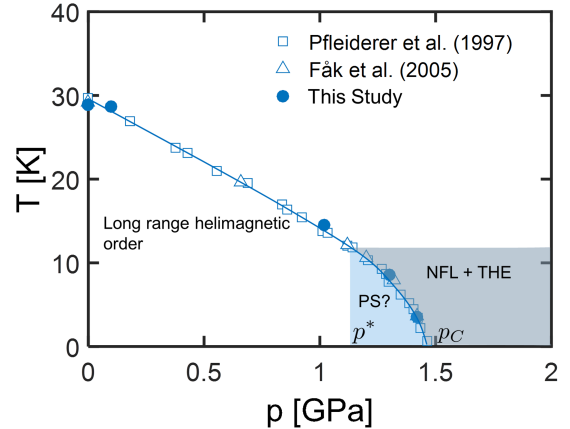 Pfleiderer et al. (1997)
Fåk et al. (2005)
This Study
40
30
20
10
0
T [K]
Long range helimagnetic
order
NFL + THE
PS?
p*
pC
0
0.5
1
1.5
2
p [GPa]